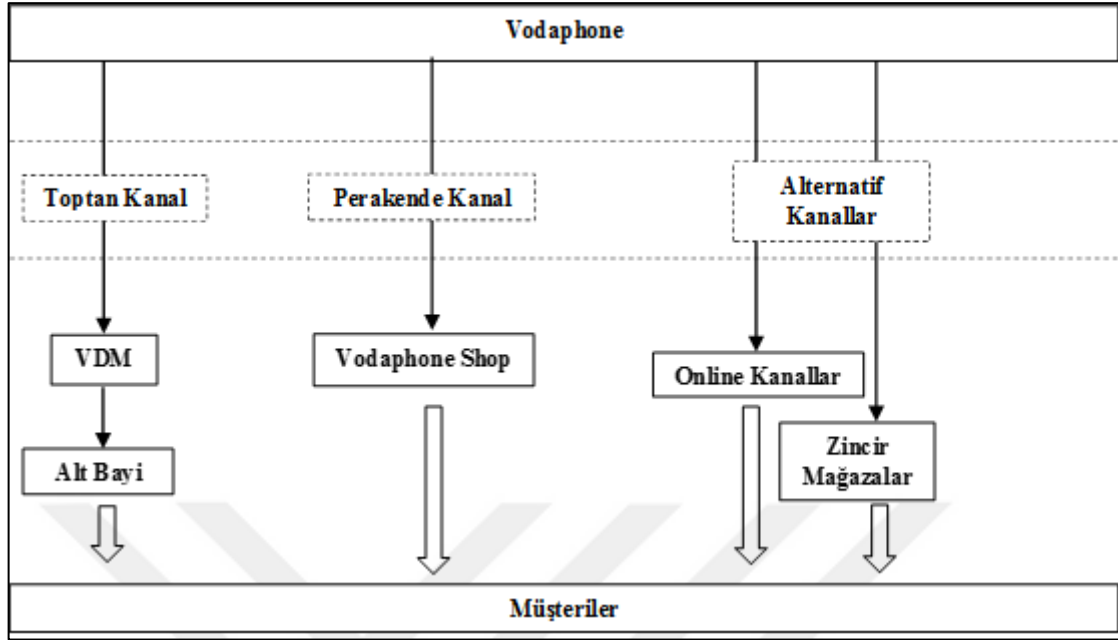 Vodaphone
Toptan Kanal
Perakende Kanal
Alternatif
Kanallar
VDM
Vodaphone Shop
Online Kanallar
Alt Bayi
Zincir
Mağazalar
Müşteriler